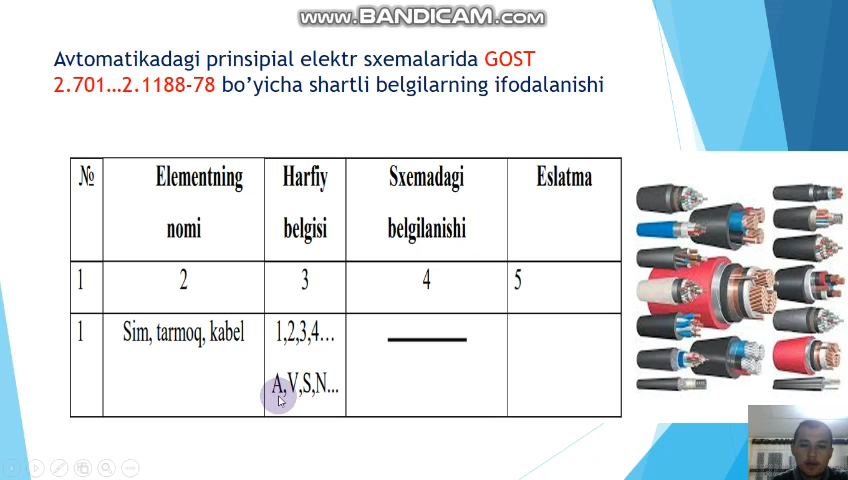 www.BANDICAM.com
Avtomatikadagi prinsipial elektr sxemalarida GOST
2.701…2.1188-78 bo’yicha shartli belgilarning ifodalanishi
№ Elementning nomi Harfiy belgisi Sxemadagi belgilanishi Eslatma
1 2 3 4 5
1 Sim, tarmoq, kabel 1,2,3,4…
A,V,S,N...